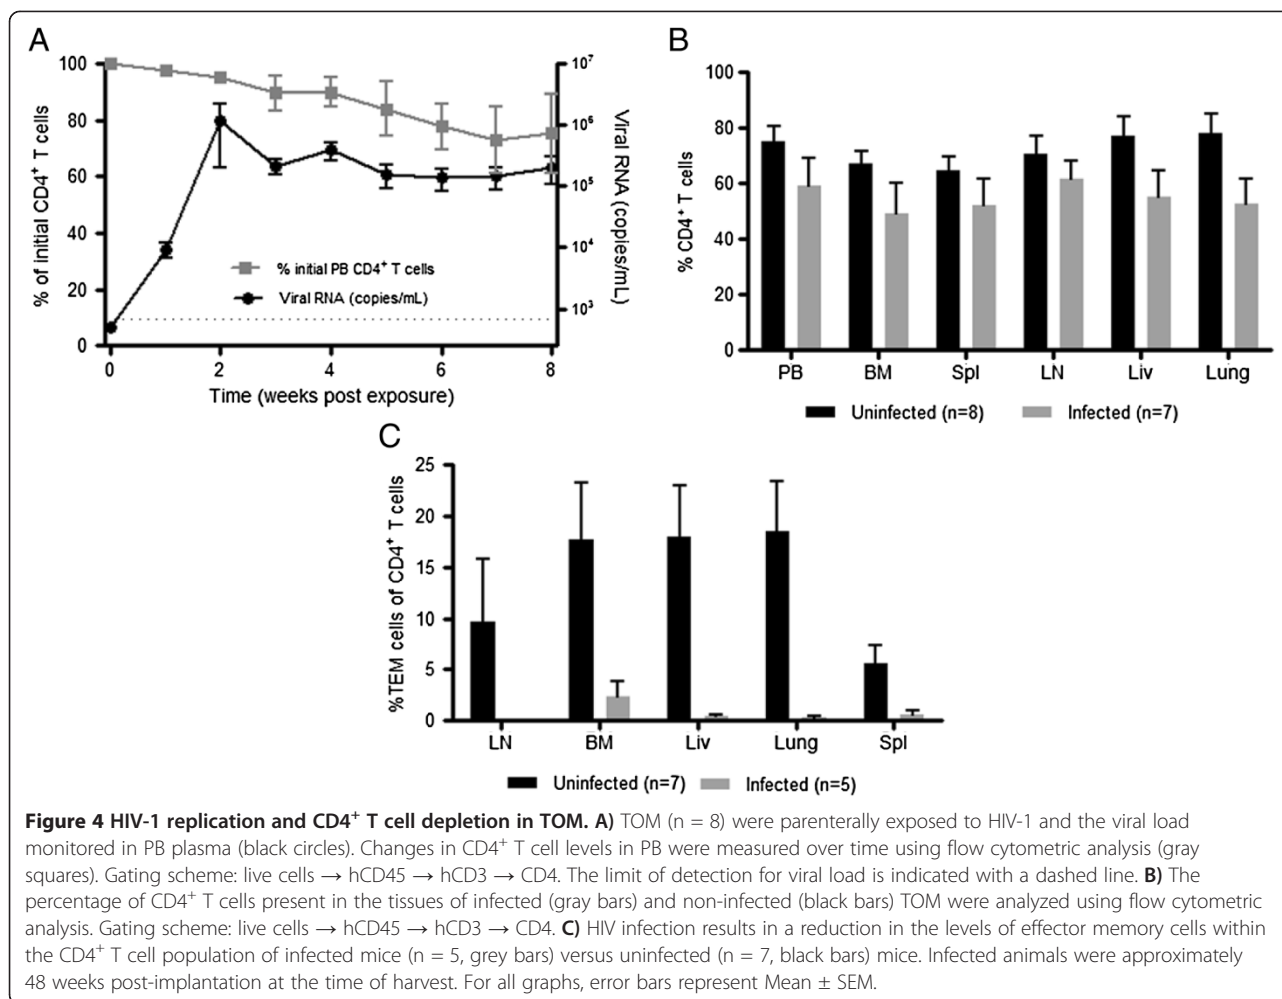 A
100
80
60
40
20
0
% of initial CD4⁺ T cells
10⁷
10⁶
10⁵
10⁴
10³
Viral RNA (copies/mL)
% initial PB CD4⁺ T cells
Viral RNA (copies/mL)
0 2 4 6 8
Time (weeks post exposure)
B
100
80
60
40
20
0
% CD4⁺ T cells
PB BM Spl LN Liv Lung
Uninfected (n=8) Infected (n=7)
C
25
20
15
10
5
0
%TEM cells of CD4⁺ T cells
LN BM Liv Lung Spl
Uninfected (n=7) Infected (n=5)
Figure 4 HIV-1 replication and CD4⁺ T cell depletion in TOM. A) TOM (n = 8) were parenterally exposed to HIV-1 and the viral load
monitored in PB plasma (black circles). Changes in CD4⁺ T cell levels in PB were measured over time using flow cytometric analysis (gray
squares). Gating scheme: live cells → hCD45 → hCD3 → CD4. The limit of detection for viral load is indicated with a dashed line. B) The
percentage of CD4⁺ T cells present in the tissues of infected (gray bars) and non-infected (black bars) TOM were analyzed using flow cytometric
analysis. Gating scheme: live cells → hCD45 → hCD3 → CD4. C) HIV infection results in a reduction in the levels of effector memory cells within
the CD4⁺ T cell population of infected mice (n = 5, grey bars) versus uninfected (n = 7, black bars) mice. Infected animals were approximately
48 weeks post-implantation at the time of harvest. For all graphs, error bars represent Mean ± SEM.